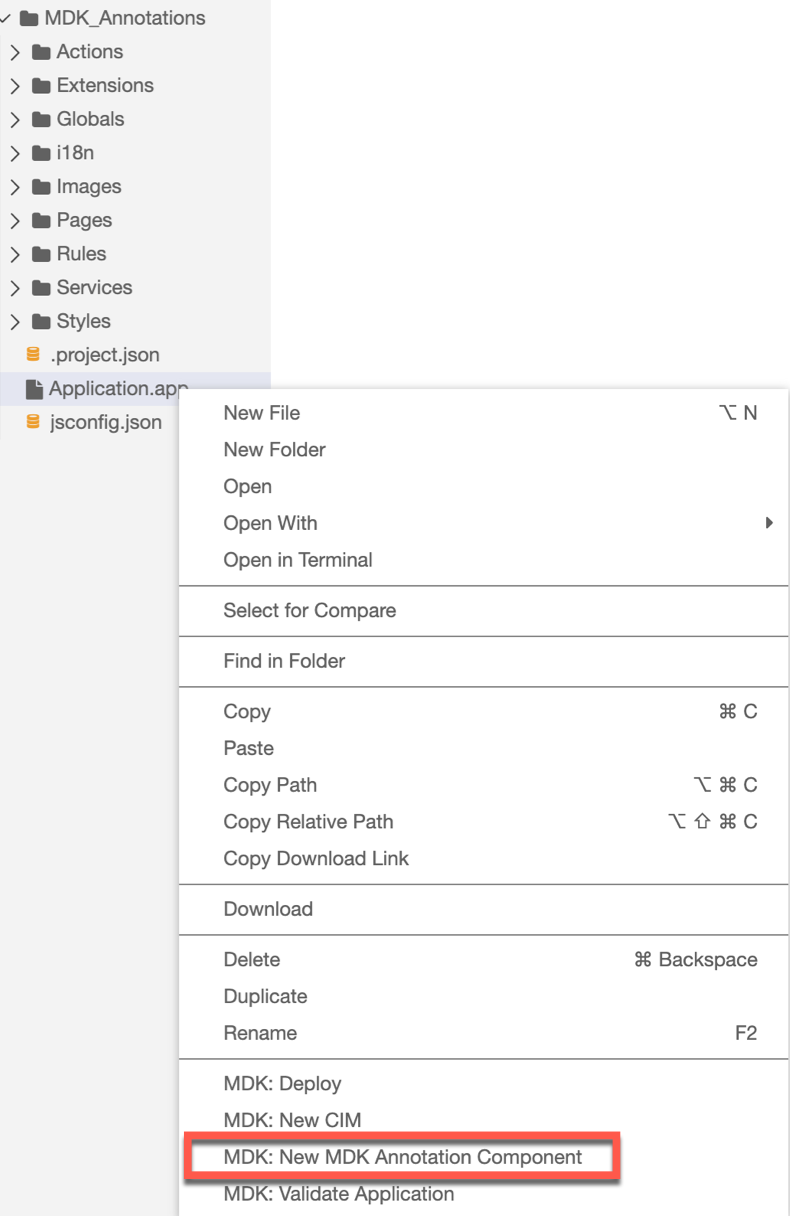 MDK_Annotations
Actions
Extensions
Globals
i18n
Images
Pages
Rules
Services
Styles
.project.json
Application.app
jsconfig.json
New File ⌥ N
New Folder
Open
Open With
Open in Terminal
Select for Compare
Find in Folder
Copy ⌘ C
Paste
Copy Path ⌥ ⌘ C
Copy Relative Path ⌥ ⇧ ⌘ C
Copy Download Link
Download
Delete ⌘ Backspace
Duplicate
Rename F2
MDK: Deploy
MDK: New CIM
MDK: New MDK Annotation Component
MDK: Validate Application